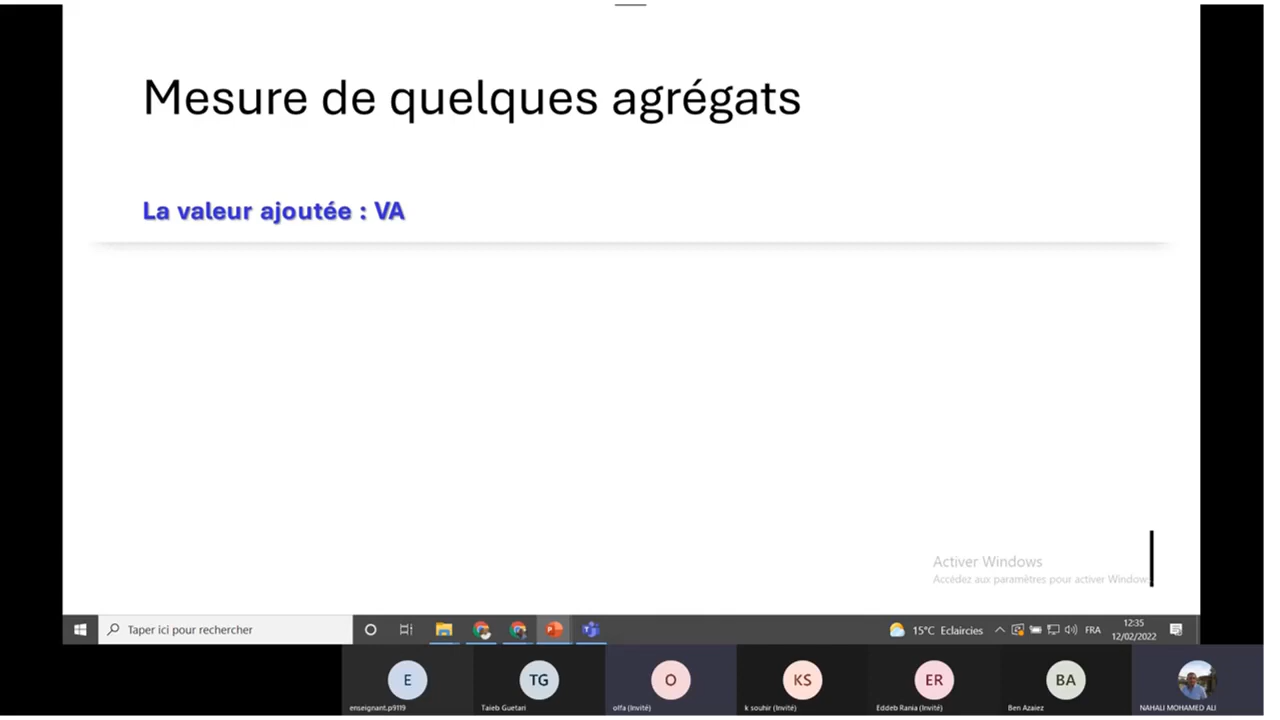 Mesure de quelques agrégats
La valeur ajoutée : VA
Activer Windows
Accédez aux paramètres pour activer Window
Taper ici pour rechercher
15°C Eclaircies
FRA
12:35
12/02/2022
E
TG
O
KS
ER
BA
enseignant.p9119
Taieb Guetari
olfa (Invité)
k souhir (Invité)
Eddeb Rania (Invité)
Ben Azaiez
NAHALI MOHAMED ALI